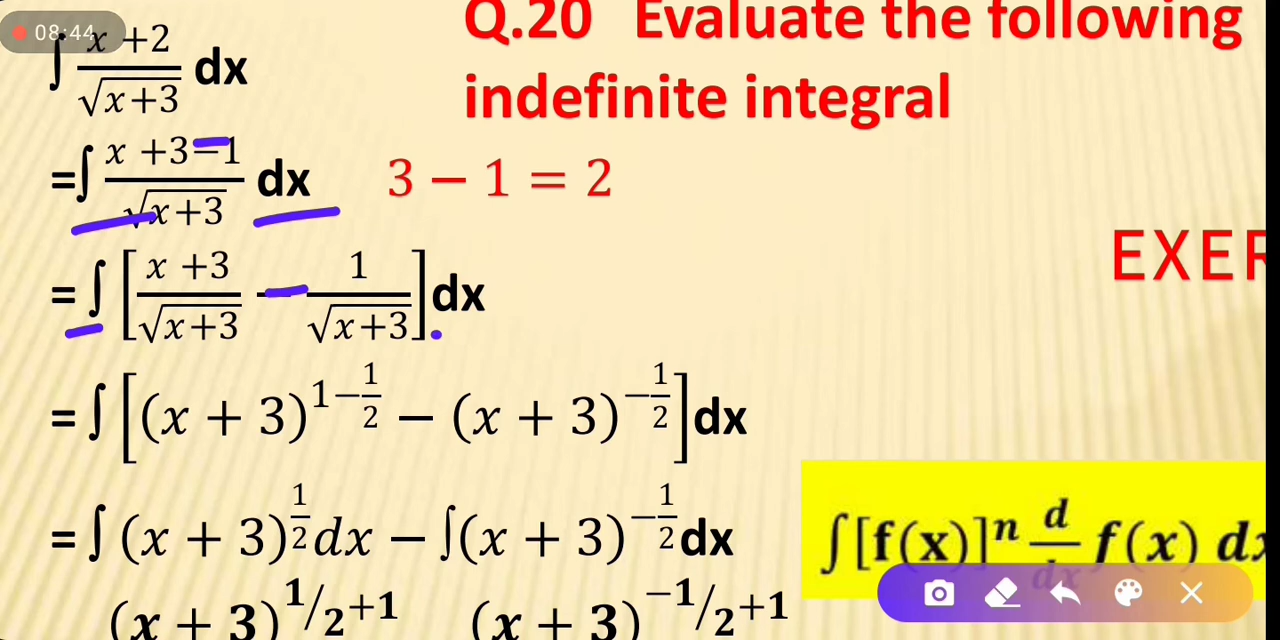 08:44
Q.20 Evaluate the following
indefinite integral
∫ (x +2)/√(x+3) dx
=∫ (x +3−1)/√(x+3) dx 3 − 1 = 2
EXER
= ∫ [(x +3)/√(x+3) − 1/√(x+3)] dx
= ∫ [(x + 3)^(1−1/2) − (x + 3)^(−1/2)] dx
= ∫ (x + 3)^(1/2) dx − ∫(x + 3)^(−1/2) dx
∫[f(x)]ⁿ d/dx f(x) dx
(x + 3)^(1/2+1) (x + 3)^(−1/2+1)